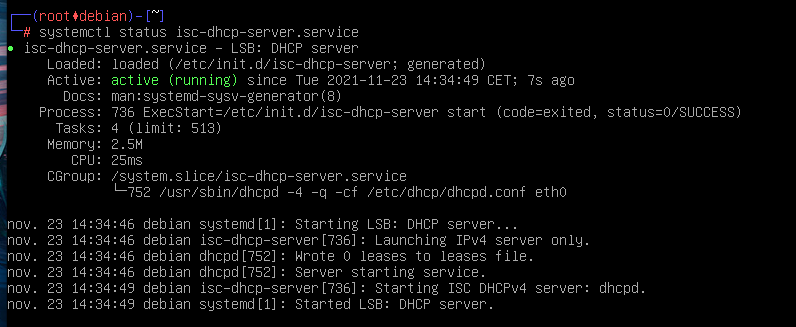 ┌──(root♦debian)-[~]
└─# systemctl status isc-dhcp-server.service
● isc-dhcp-server.service - LSB: DHCP server
Loaded: loaded (/etc/init.d/isc-dhcp-server; generated)
Active: active (running) since Tue 2021-11-23 14:34:49 CET; 7s ago
Docs: man:systemd-sysv-generator(8)
Process: 736 ExecStart=/etc/init.d/isc-dhcp-server start (code=exited, status=0/SUCCESS)
Tasks: 4 (limit: 513)
Memory: 2.5M
CPU: 25ms
CGroup: /system.slice/isc-dhcp-server.service
└─752 /usr/sbin/dhcpd -4 -q -cf /etc/dhcp/dhcpd.conf eth0
nov. 23 14:34:46 debian systemd[1]: Starting LSB: DHCP server...
nov. 23 14:34:46 debian isc-dhcp-server[736]: Launching IPv4 server only.
nov. 23 14:34:46 debian dhcpd[752]: Wrote 0 leases to leases file.
nov. 23 14:34:46 debian dhcpd[752]: Server starting service.
nov. 23 14:34:49 debian isc-dhcp-server[736]: Starting ISC DHCPv4 server: dhcpd.
nov. 23 14:34:49 debian systemd[1]: Started LSB: DHCP server.